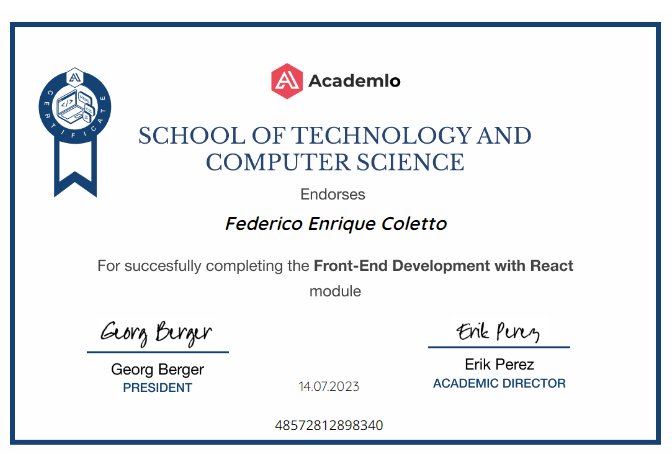 Academlo
CERTIFICATE
SCHOOL OF TECHNOLOGY AND
COMPUTER SCIENCE
Endorses
Federico Enrique Coletto
For succesfully completing the Front-End Development with React
module
Georg Berger
Erik Perez
Georg Berger
Erik Perez
PRESIDENT
ACADEMIC DIRECTOR
14.07.2023
48572812898340